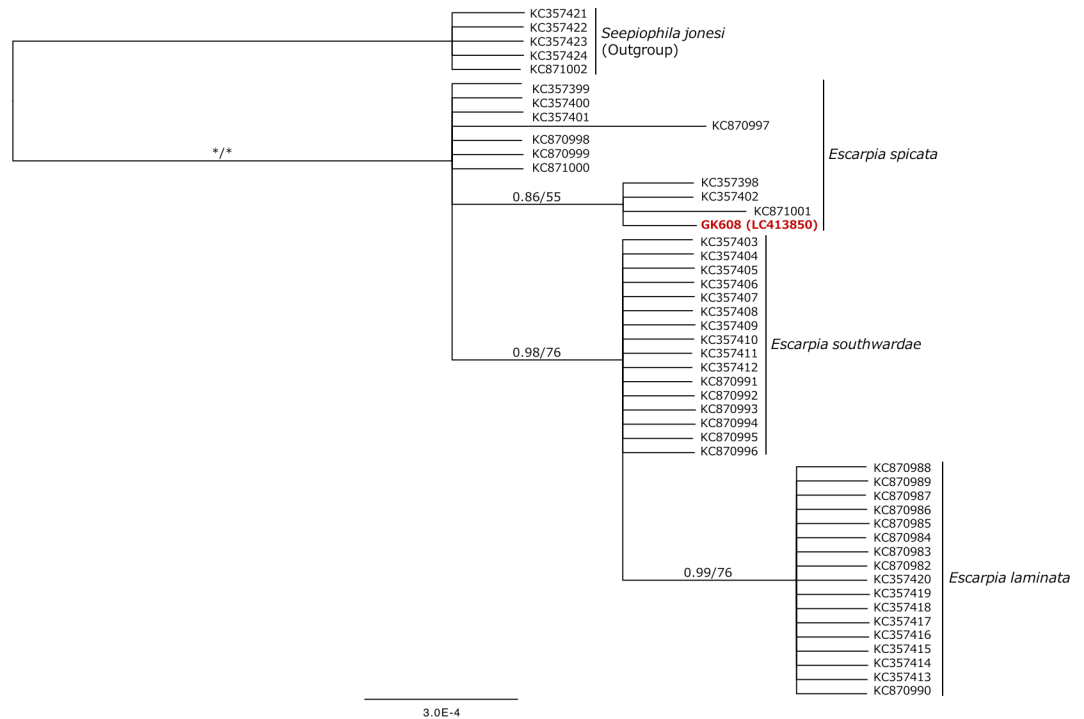 KC357421
KC357422
KC357423
KC357424
KC871002
Seepiophila jonesi
(Outgroup)
KC357399
KC357400
KC357401
KC870997
KC870998
KC870999
KC871000
*/*
Escarpia spicata
KC357398
KC357402
KC871001
GK608 (LC413850)
0.86/55
KC357403
KC357404
KC357405
KC357406
KC357407
KC357408
KC357409
KC357410
KC357411
KC357412
KC870991
KC870992
KC870993
KC870994
KC870995
KC870996
0.98/76
Escarpia southwardae
KC870988
KC870989
KC870987
KC870986
KC870985
KC870984
KC870983
KC870982
KC357420
KC357419
KC357418
KC357417
KC357416
KC357415
KC357414
KC357413
KC870990
0.99/76
Escarpia laminata
3.0E-4